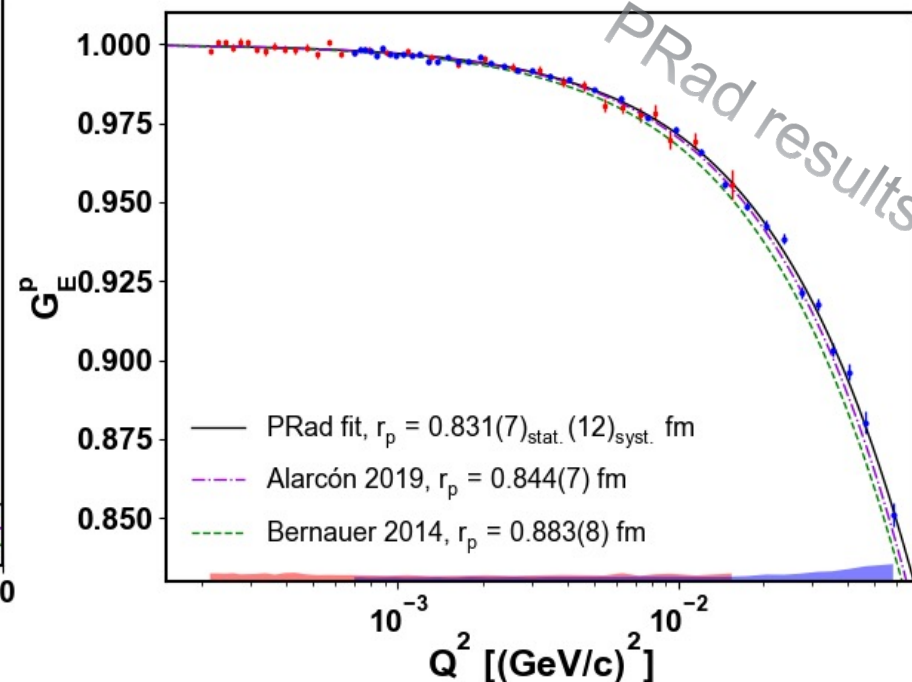 PRad results
1.000
0.975
0.950
0.925
0.900
0.875
0.850
G_E^p
PRad fit, r_p = 0.831(7)_stat. (12)_syst. fm
Alarcón 2019, r_p = 0.844(7) fm
Bernauer 2014, r_p = 0.883(8) fm
0
10^−3 10^−2
Q^2 [(GeV/c)^2]